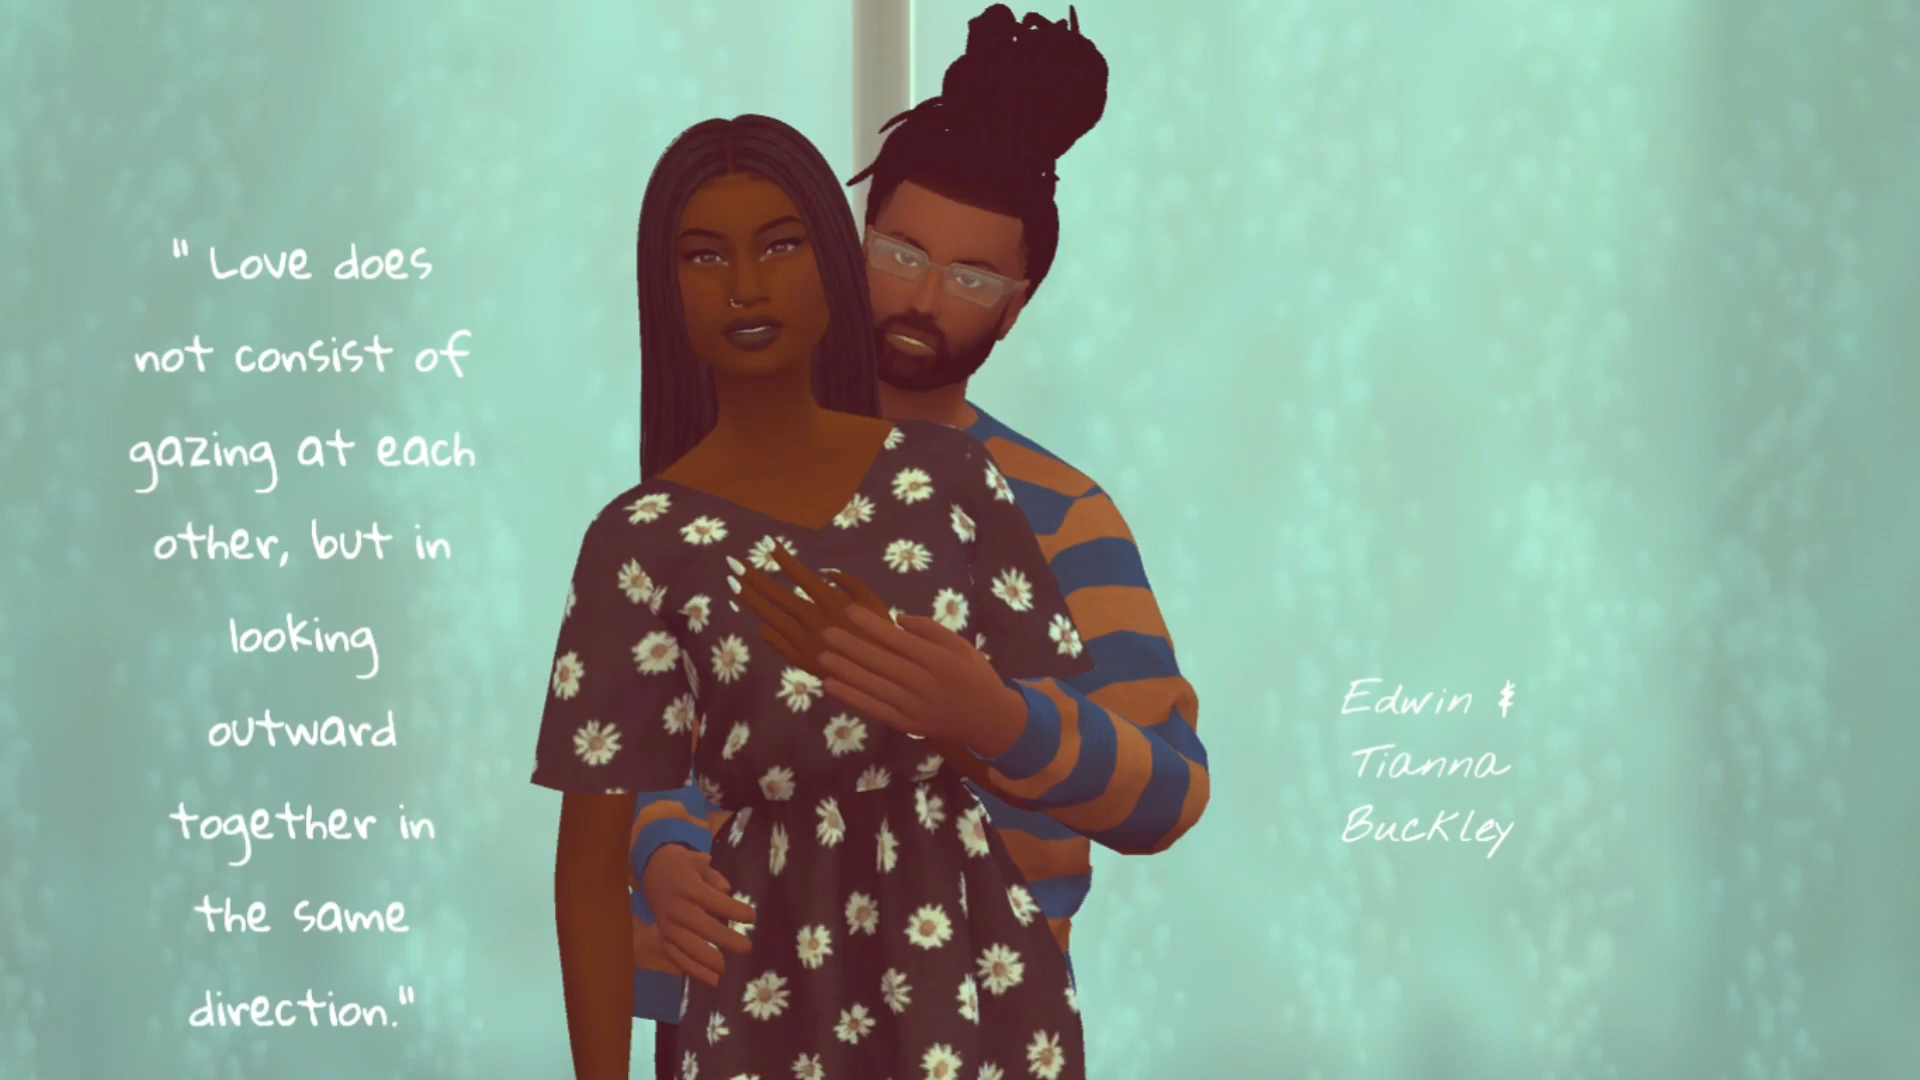 " Love does
not consist of
gazing at each
other, but in
looking
outward
together in
the same
direction."
Edwin &
Tianna
Buckley